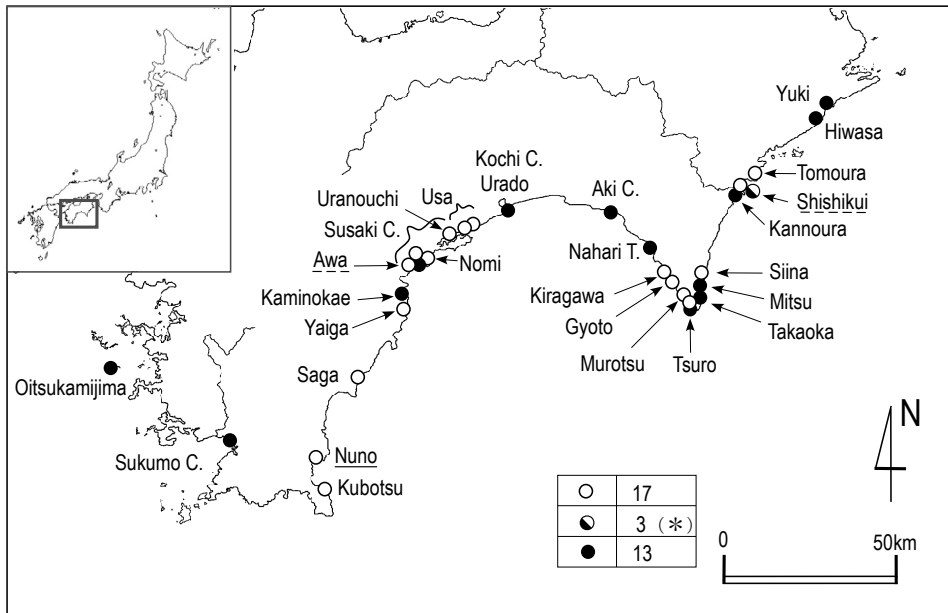 Yuki
Hiwasa
Tomoura
Shishikui
Kannoura
Kochi C.
Urado
Aki C.
Usa
Uranouchi
Susaki C.
Awa
Nomi
Nahari T.
Siina
Kiragawa
Mitsu
Gyoto
Takaoka
Murotsu
Tsuro
Kaminokae
Yaiga
Saga
Oitsukamijima
Sukumo C.
Nuno
Kubotsu
N
17
3 (*)
13
0 50km